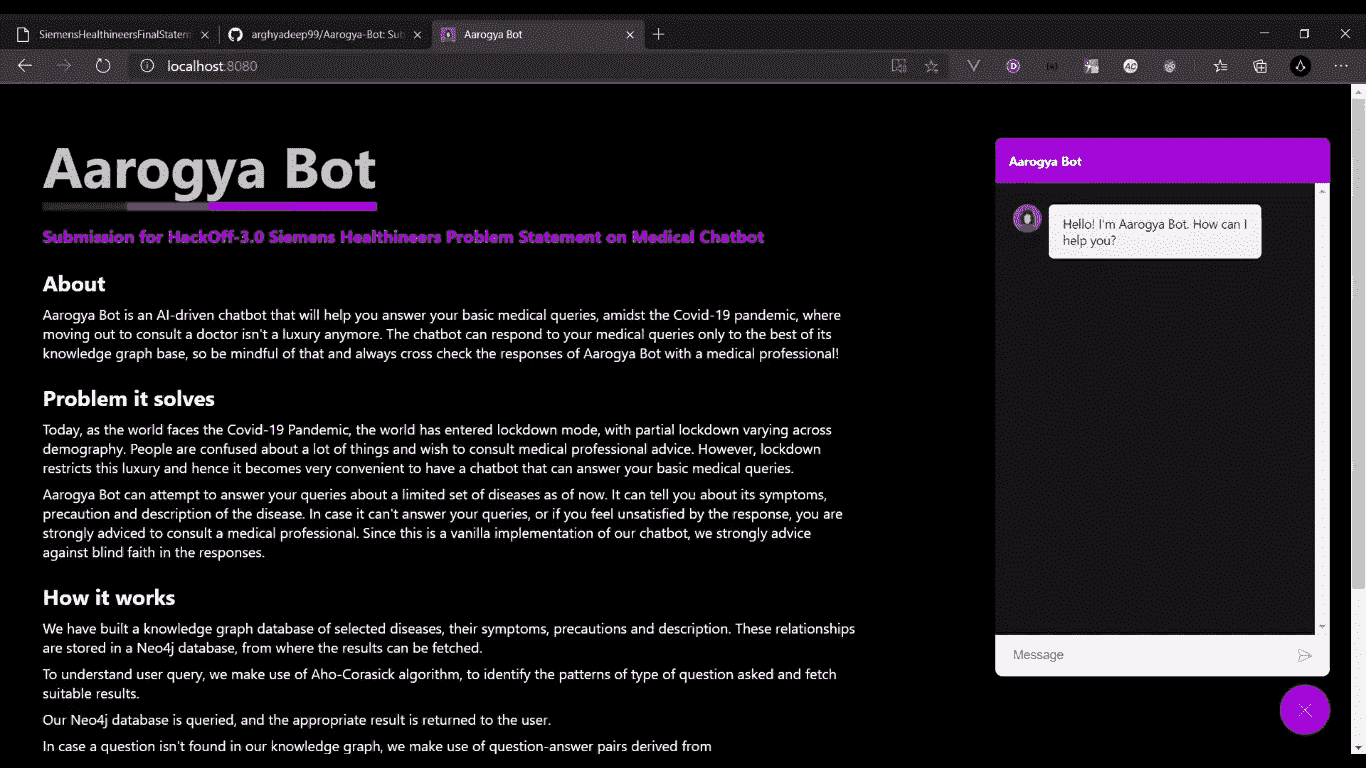 SiemensHealthineersFinalStatem
arghyadeep99/Aarogya-Bot: Sub
Aarogya Bot
localhost:8080
Aarogya Bot
Submission for HackOff-3.0 Siemens Healthineers Problem Statement on Medical Chatbot
About
Aarogya Bot is an AI-driven chatbot that will help you answer your basic medical queries, amidst the Covid-19 pandemic, where
moving out to consult a doctor isn't a luxury anymore. The chatbot can respond to your medical queries only to the best of its
knowledge graph base, so be mindful of that and always cross check the responses of Aarogya Bot with a medical professional!
Problem it solves
Today, as the world faces the Covid-19 Pandemic, the world has entered lockdown mode, with partial lockdown varying across
demography. People are confused about a lot of things and wish to consult medical professional advice. However, lockdown
restricts this luxury and hence it becomes very convenient to have a chatbot that can answer your basic medical queries.
Aarogya Bot can attempt to answer your queries about a limited set of diseases as of now. It can tell you about its symptoms,
precaution and description of the disease. In case it can't answer your queries, or if you feel unsatisfied by the response, you are
strongly adviced to consult a medical professional. Since this is a vanilla implementation of our chatbot, we strongly advice
against blind faith in the responses.
How it works
We have built a knowledge graph database of selected diseases, their symptoms, precautions and description. These relationships
are stored in a Neo4j database, from where the results can be fetched.
To understand user query, we make use of Aho-Corasick algorithm, to identify the patterns of type of question asked and fetch
suitable results.
Our Neo4j database is queried, and the appropriate result is returned to the user.
In case a question isn't found in our knowledge graph, we make use of question-answer pairs derived from
Aarogya Bot
Hello! I'm Aarogya Bot. How can I
help you?
Message